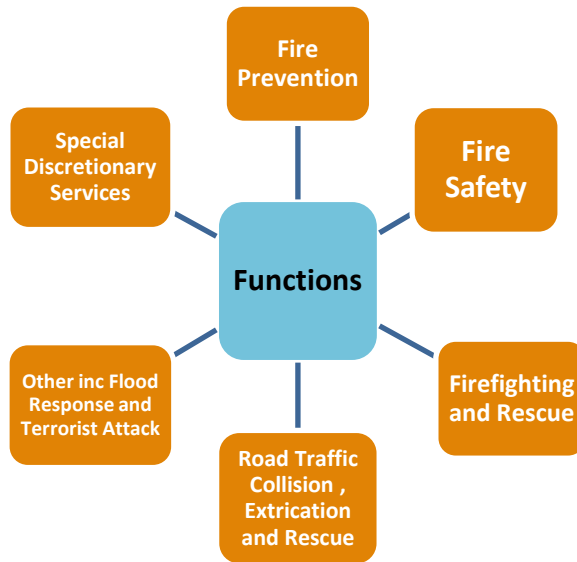 Fire
Prevention
Fire
Safety
Special
Discretionary
Services
Functions
Firefighting
and Rescue
Other inc Flood
Response and
Terrorist Attack
Road Traffic
Collision ,
Extrication
and Rescue